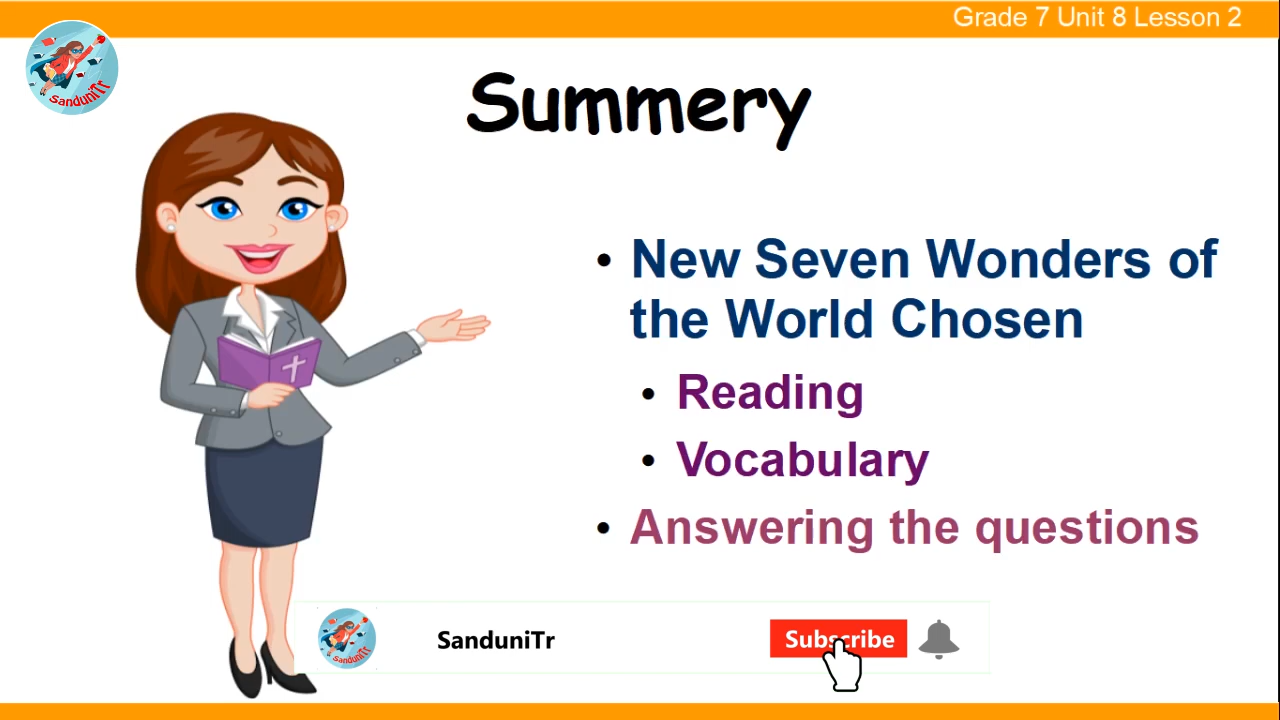 Grade 7 Unit 8 Lesson 2
SanduniTr
Summery
• New Seven Wonders of
the World Chosen
• Reading
• Vocabulary
• Answering the questions
SanduniTr
SanduniTr
Subscribe